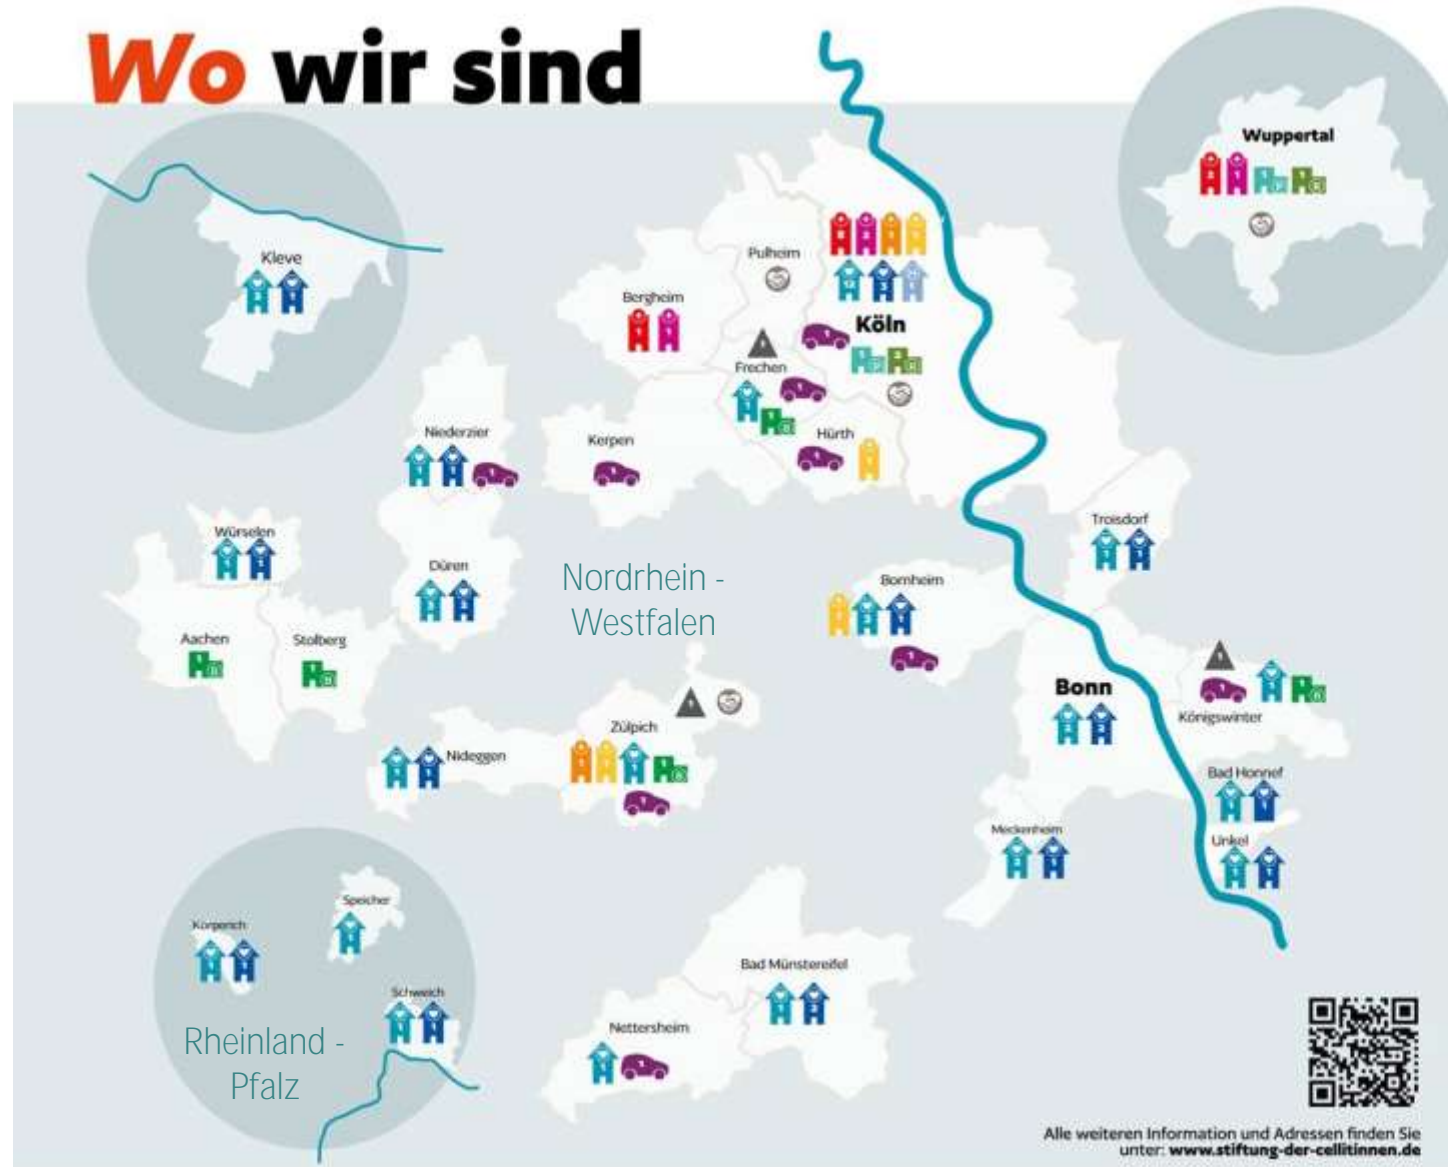 Wo wir sind
Wuppertal
Kleve
Pulheim
Bergheim
Köln
Frechen
Niederzier
Kerpen
Hürth
Würselen
Troisdorf
Düren
Nordrhein -
Westfalen
Bornheim
Aachen
Stolberg
Bonn
Königswinter
Zülpich
Nideggen
Bad Honnef
Meckenheim
Unkel
Speicher
Körperich
Schweich
Bad Münstereifel
Rheinland -
Pfalz
Nettersheim
Alle weiteren Information und Adressen finden Sie
unter: www.stiftung-der-cellitinnen.de